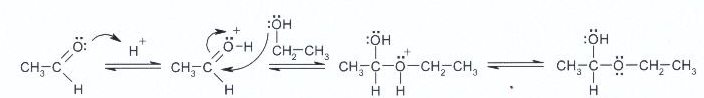 Ö: H⁺ +Ö–H :ÖH :ÖH :ÖH
CH₂–CH₃
CH₃–C CH₃–C CH₃–C–Ö⁺–CH₂–CH₃ CH₃–C–Ö–CH₂–CH₃
H H H H H